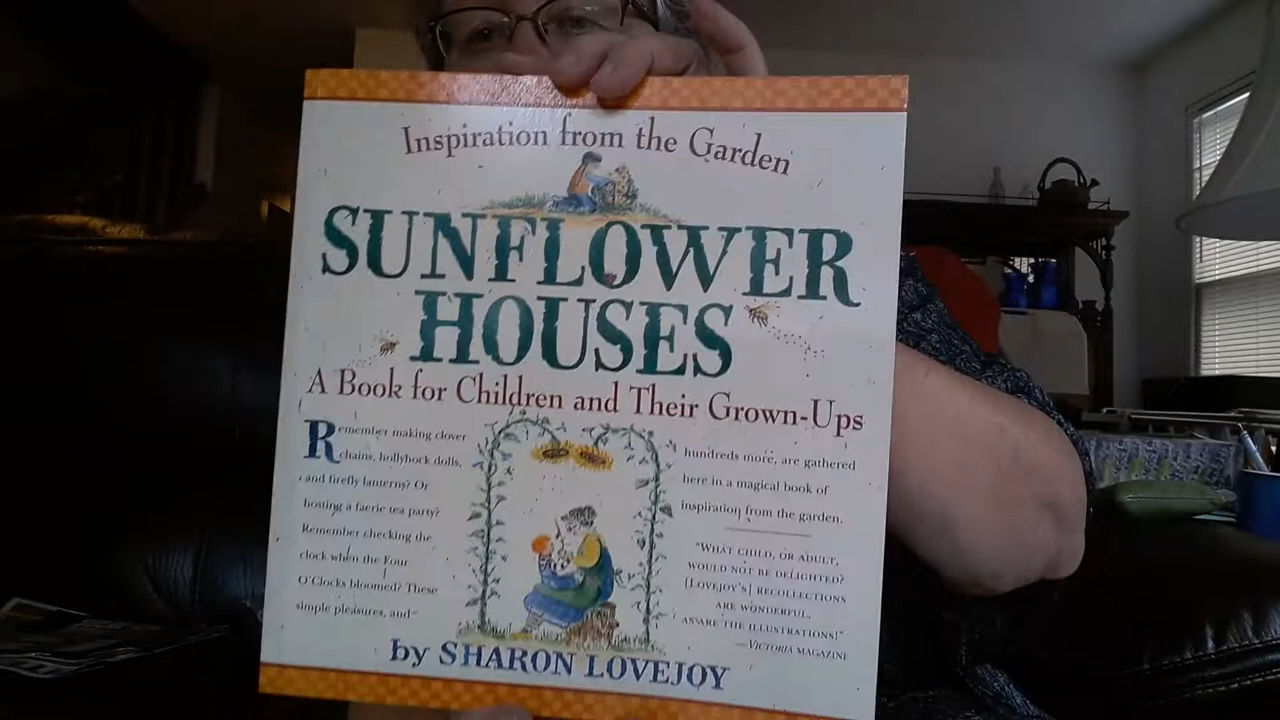 Inspiration from the Garden
SUNFLOWER
HOUSES
A Book for Children and Their Grown-Ups
Remember making clover
chains, hollyhock dolls,
and firefly lanterns? Or
hosting a faerie tea party?
Remember checking the
clock when the Four
O'Clocks bloomed? These
simple pleasures, and
hundreds more, are gathered
here in a magical book of
inspiration from the garden.
"WHAT CHILD, OR ADULT,
WOULD NOT BE DELIGHTED?
[LOVEJOY'S] RECOLLECTIONS
ARE WONDERFUL,
AS ARE THE ILLUSTRATIONS!"
—VICTORIA MAGAZINE
by SHARON LOVEJOY